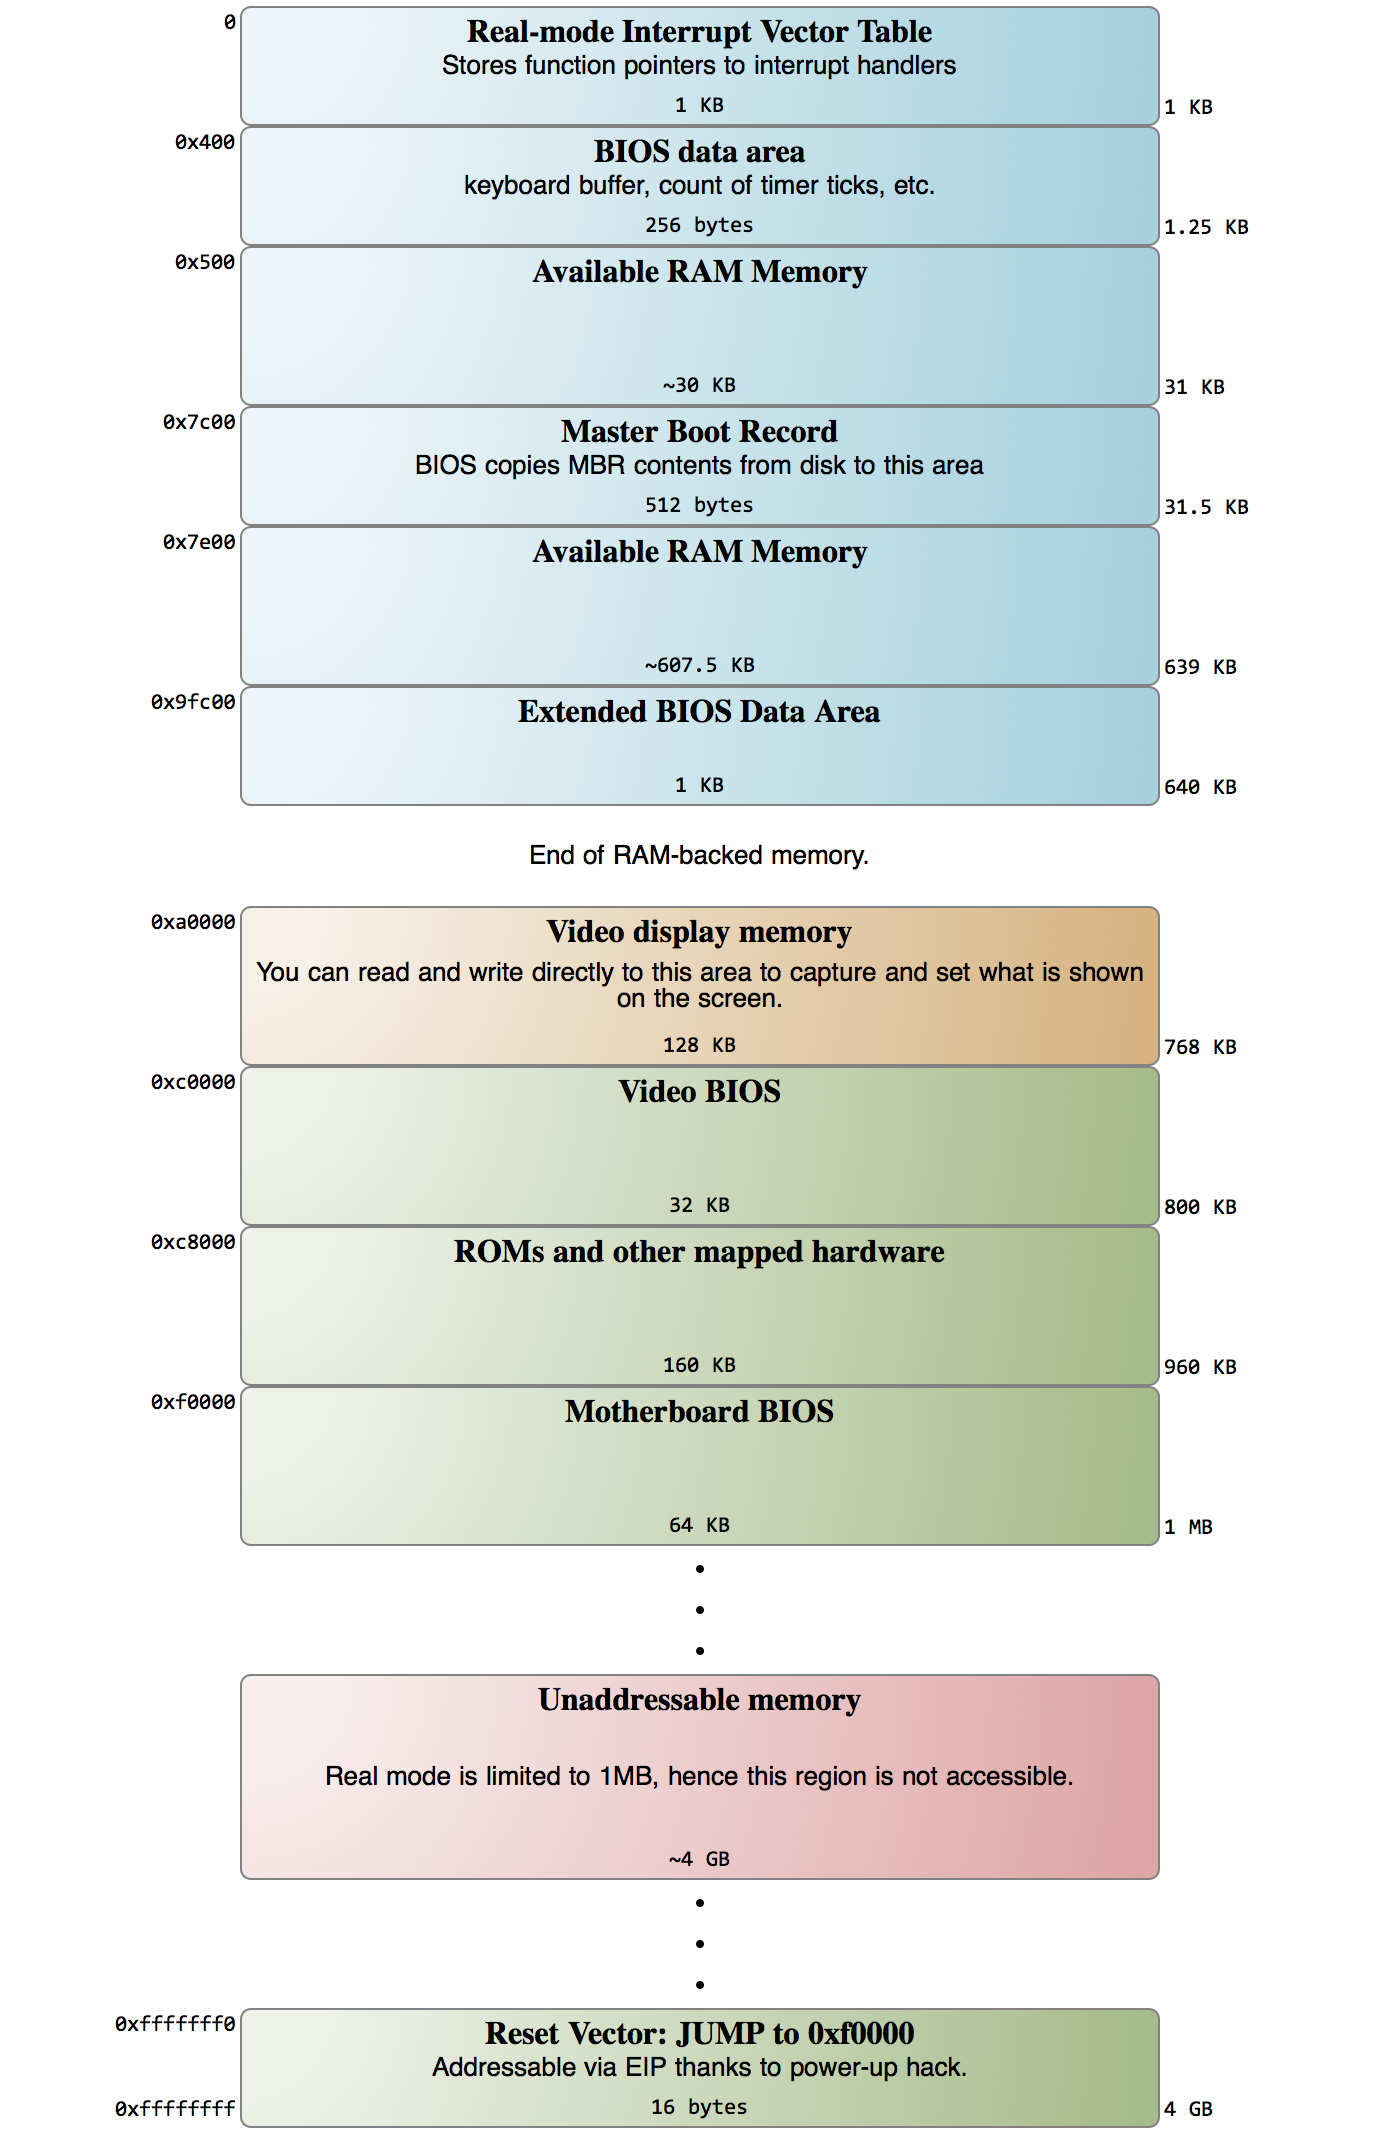 0
Real-mode Interrupt Vector Table
Stores function pointers to interrupt handlers
1 KB
1 KB
0x400
BIOS data area
keyboard buffer, count of timer ticks, etc.
256 bytes
1.25 KB
0x500
Available RAM Memory
~30 KB
31 KB
0x7c00
Master Boot Record
BIOS copies MBR contents from disk to this area
512 bytes
31.5 KB
0x7e00
Available RAM Memory
~607.5 KB
639 KB
0x9fc00
Extended BIOS Data Area
1 KB
640 KB
End of RAM-backed memory.
0xa0000
Video display memory
You can read and write directly to this area to capture and set what is shown
on the screen.
128 KB
768 KB
0xc0000
Video BIOS
32 KB
800 KB
0xc8000
ROMs and other mapped hardware
160 KB
960 KB
0xf0000
Motherboard BIOS
64 KB
1 MB
Unaddressable memory
Real mode is limited to 1MB, hence this region is not accessible.
~4 GB
0xfffffff0
Reset Vector: JUMP to 0xf0000
Addressable via EIP thanks to power-up hack.
16 bytes
0xffffffff
4 GB